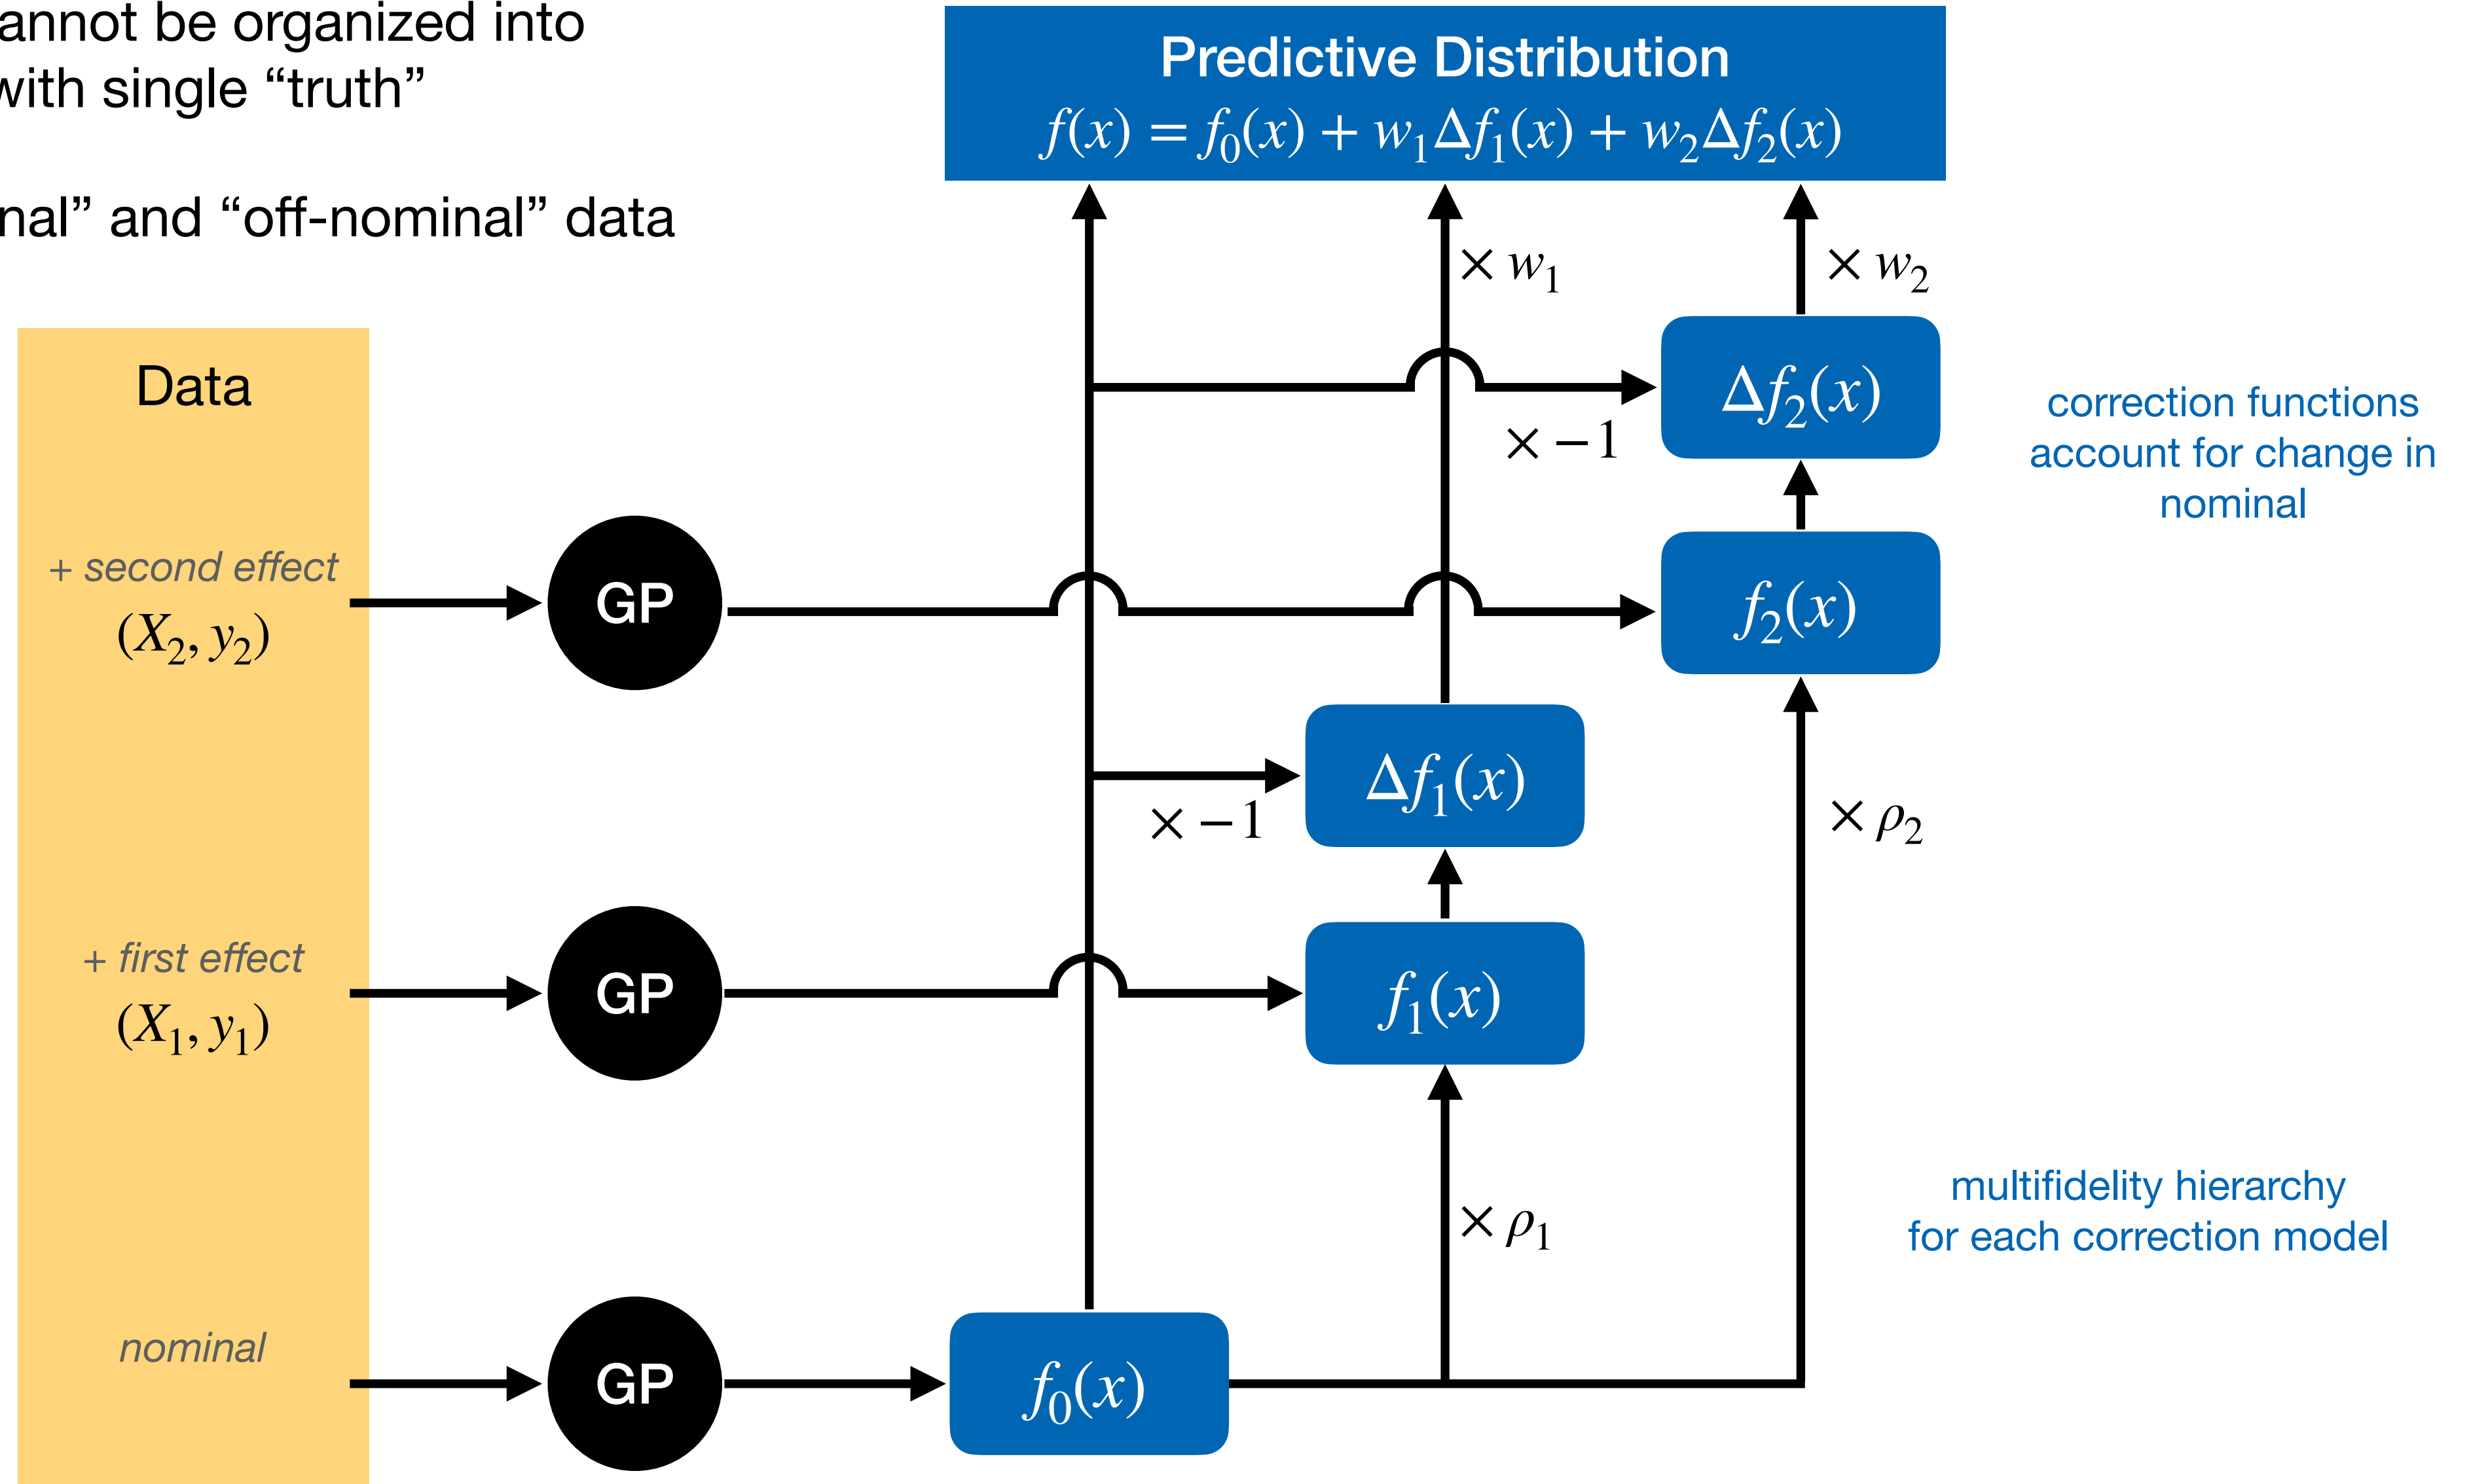 annot be organized into
with single “truth”
nal” and “off-nominal” data
Predictive Distribution
f(x) = f₀(x) + w₁Δf₁(x) + w₂Δf₂(x)
× w₁
× w₂
Data
Δf₂(x)
× −1
correction functions
account for change in
nominal
+ second effect
(X₂, y₂)
GP
f₂(x)
Δf₁(x)
× −1
× ρ₂
+ first effect
(X₁, y₁)
GP
f₁(x)
× ρ₁
multifidelity hierarchy
for each correction model
nominal
GP
f₀(x)